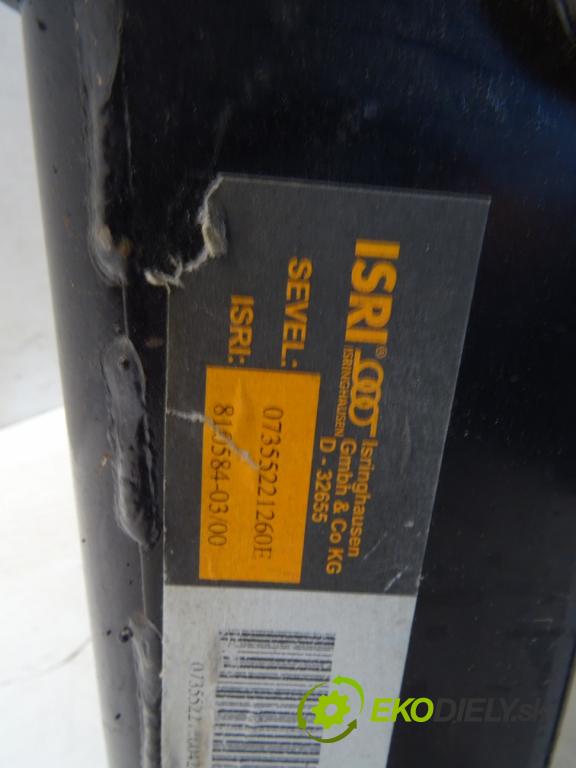 ISRI®
ISRINGHAUSEN
Isringhausen
Gmbh & Co KG
D - 32655
SEVEL: 07355221260E
ISRI: 810584-03/00
EKODIELY.sk